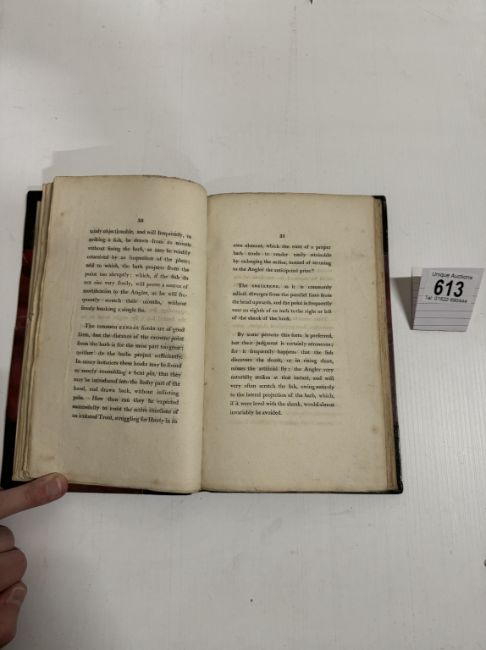 30
and will frequently, in
striking a fish, be drawn from its mouth
without fixing the barb, as may be readily
conceived by an inspection of the plate;
add to which, the barb projects from the
point too abruptly; which, if the fish do
not rise very freely, will prove a source of
mortification to the Angler, as he will fre-
quently scratch their mouths, without
firmly hooking a single fin.
The common are of good
form, but the distance of the extreme point
from the barb is for the most part too great;
neither do the barbs project sufficiently.
In many instances these hooks may be found
so nearly resembling a bent pin, that they
may be introduced into the fleshy part of the
hand, and drawn back, without inflicting
pain. How then can they be expected
successfully to resist the active exertions of
an enraged Trout, struggling for liberty in its
31
own element, which the want of a proper
barb tends to render easily attainable
by enlarging the orifice, instead of securing
to the Angler the anticipated prize?
The as it is commonly
called: diverges from the parallel lines from
the bend upwards, and the point is frequently
over an eighth of an inch to the right or left
of the shank of the hook.
By some persons this form is preferred,
but their judgment is certainly erroneous;
for it frequently happens that the fish
discovers the cheat, or in rising short,
misses the artificial fly: the Angler very
naturally strikes at that instant, and will
very often scratch the fish, owing entirely
to the lateral projection of the barb, which,
if it were level with the shank, would almost
invariably be avoided.
Unique Auctions
613
Tel: 01522